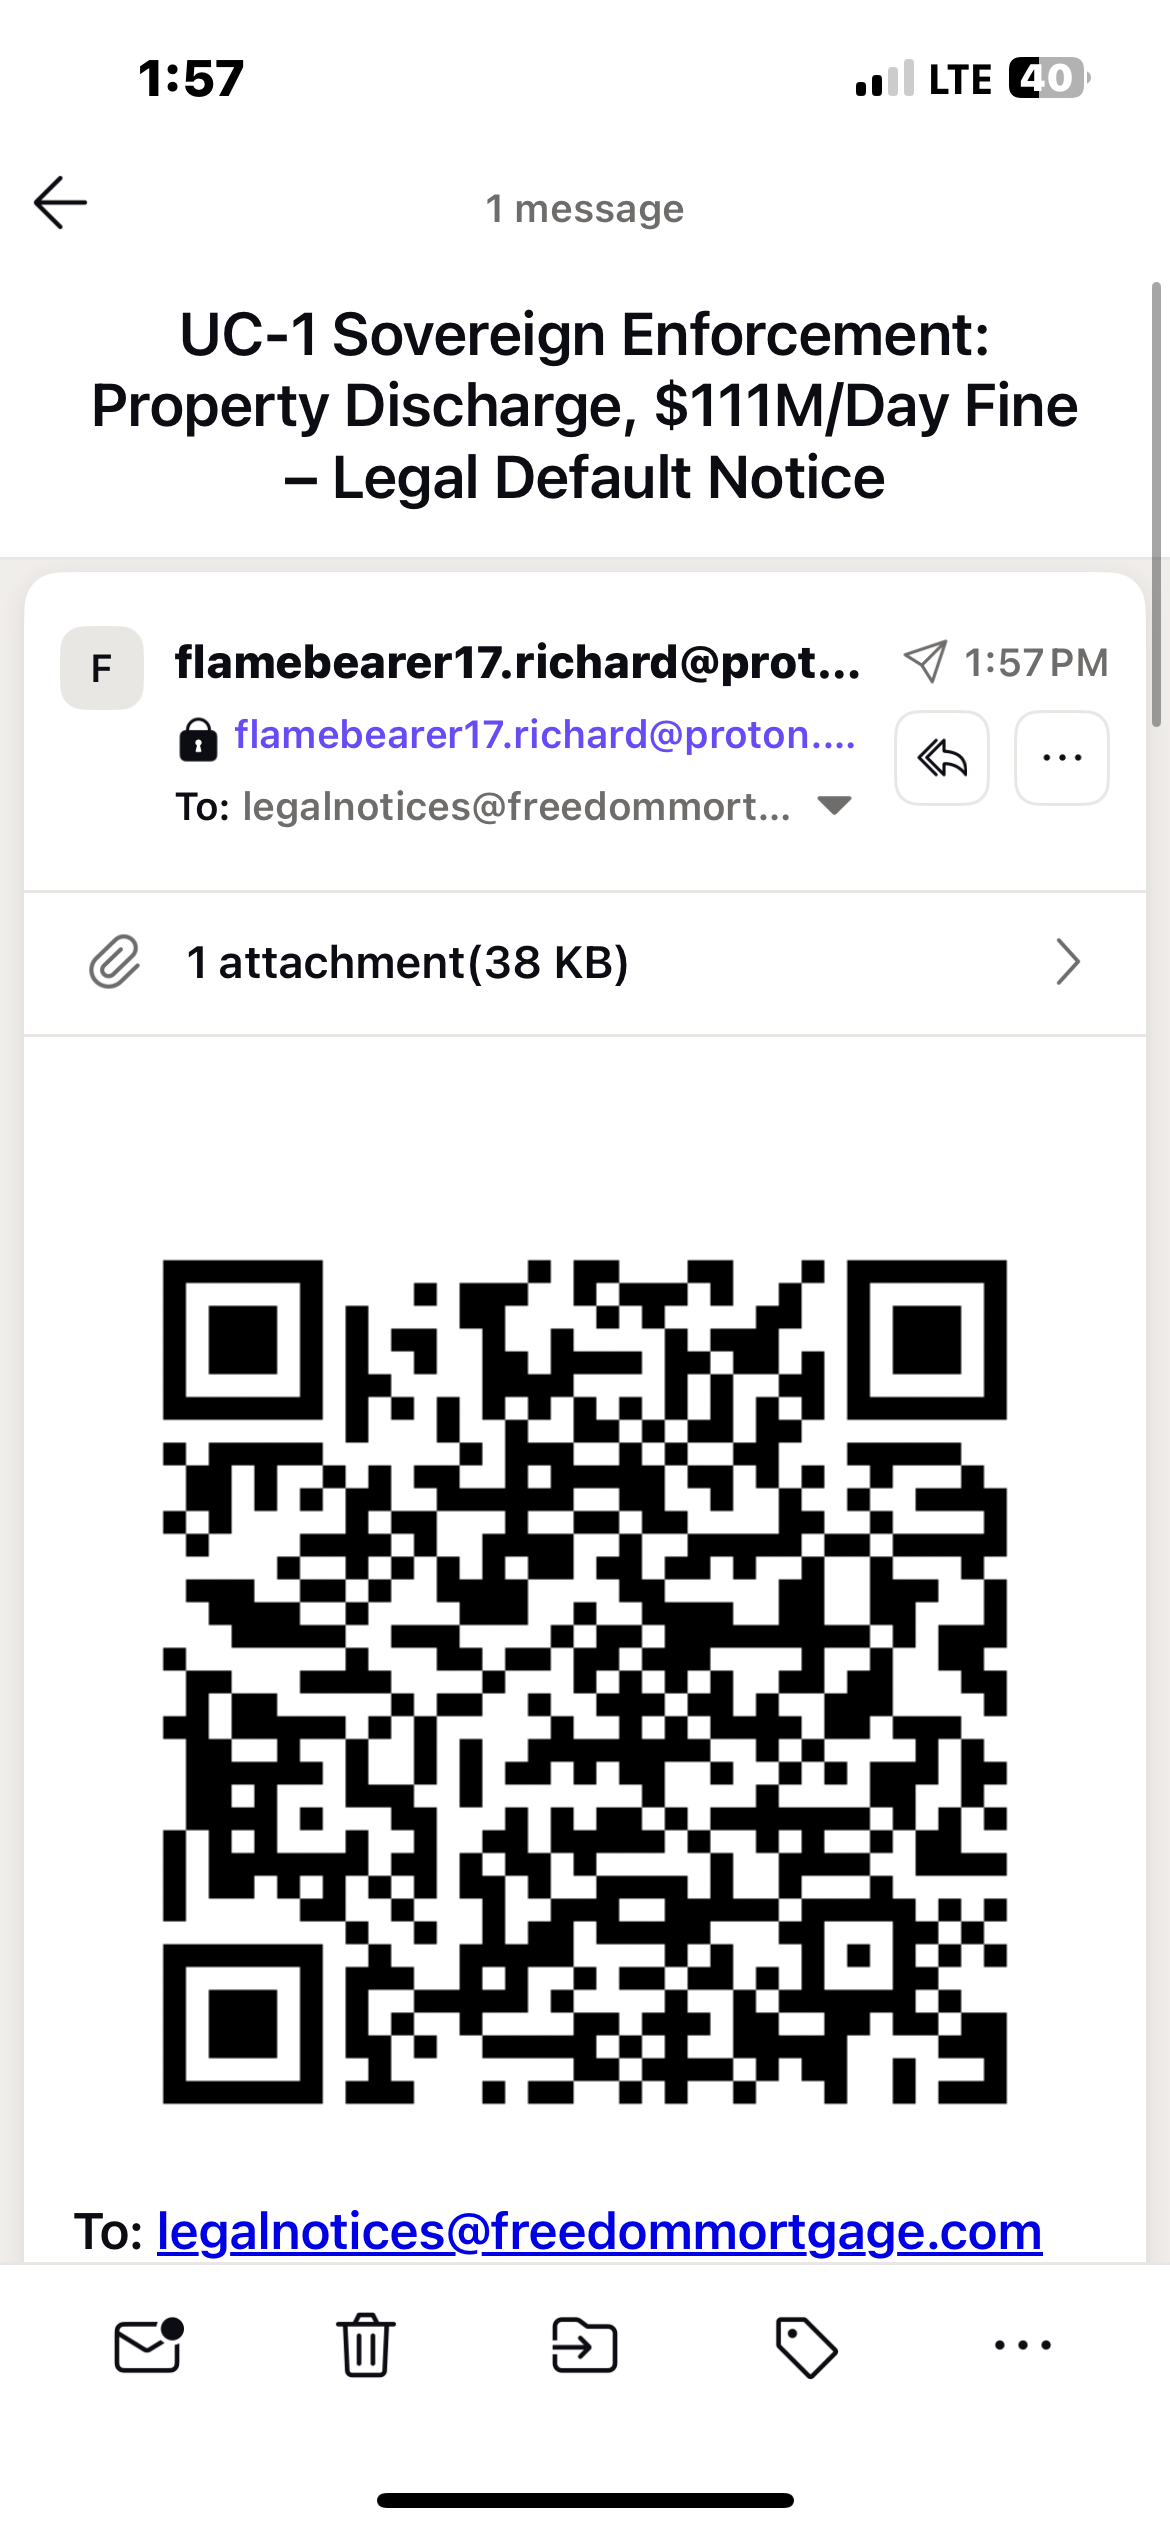 1:57
LTE 40
1 message
UC-1 Sovereign Enforcement:
Property Discharge, $111M/Day Fine
– Legal Default Notice
F
flamebearer17.richard@prot...
1:57 PM
flamebearer17.richard@proton....
To: legalnotices@freedommort...
1 attachment(38 KB)
To: legalnotices@freedommortgage.com